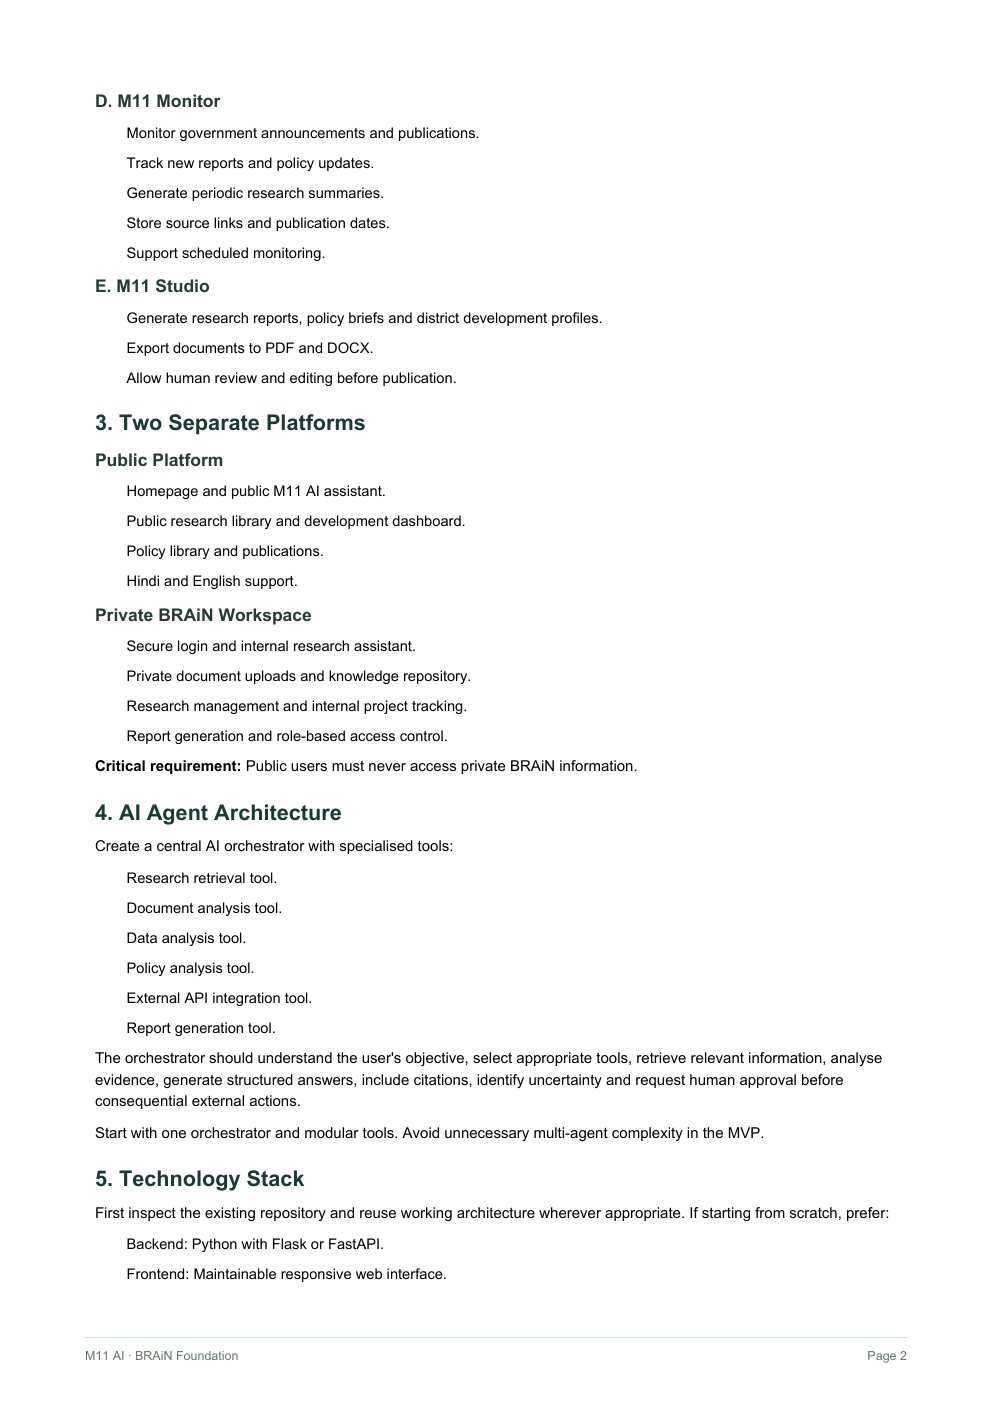 D. M11 Monitor
Monitor government announcements and publications.
Track new reports and policy updates.
Generate periodic research summaries.
Store source links and publication dates.
Support scheduled monitoring.
E. M11 Studio
Generate research reports, policy briefs and district development profiles.
Export documents to PDF and DOCX.
Allow human review and editing before publication.
3. Two Separate Platforms
Public Platform
Homepage and public M11 AI assistant.
Public research library and development dashboard.
Policy library and publications.
Hindi and English support.
Private BRAiN Workspace
Secure login and internal research assistant.
Private document uploads and knowledge repository.
Research management and internal project tracking.
Report generation and role-based access control.
Critical requirement: Public users must never access private BRAiN information.
4. AI Agent Architecture
Create a central AI orchestrator with specialised tools:
Research retrieval tool.
Document analysis tool.
Data analysis tool.
Policy analysis tool.
External API integration tool.
Report generation tool.
The orchestrator should understand the user's objective, select appropriate tools, retrieve relevant information, analyse
evidence, generate structured answers, include citations, identify uncertainty and request human approval before
consequential external actions.
Start with one orchestrator and modular tools. Avoid unnecessary multi-agent complexity in the MVP.
5. Technology Stack
First inspect the existing repository and reuse working architecture wherever appropriate. If starting from scratch, prefer:
Backend: Python with Flask or FastAPI.
Frontend: Maintainable responsive web interface.
M11 AI · BRAiN Foundation
Page 2